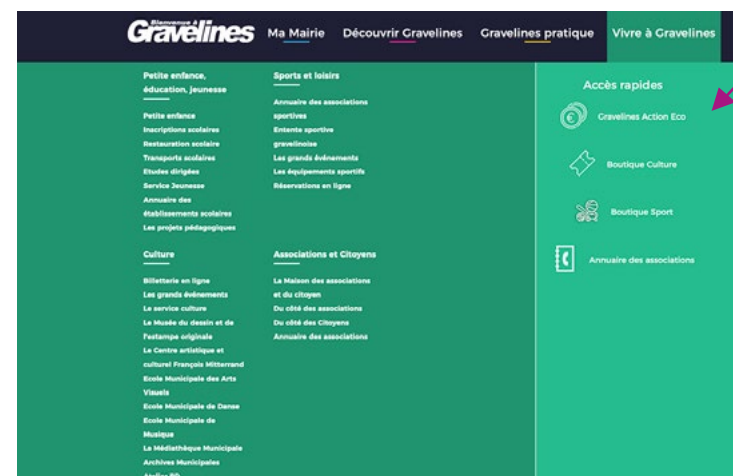 Bienvenue à
Gravelines
Ma Mairie
Découvrir Gravelines
Gravelines pratique
Vivre à Gravelines
Petite enfance,
éducation, jeunesse
Petite enfance
Inscriptions scolaires
Restauration scolaire
Transports scolaires
Etudes dirigées
Service Jeunesse
Annuaire des
établissements scolaires
Les projets pédagogiques
Sports et loisirs
Annuaire des associations
sportives
Entente sportive
gravelinoise
Les grands événements
Les équipements sportifs
Réservations en ligne
Culture
Billetterie en ligne
Les grands événements
Le service culture
Le Musée du dessin et de
l'estampe originale
Le Centre artistique et
culturel François Mitterrand
Ecole Municipale des Arts
Visuels
Ecole Municipale de Danse
Ecole Municipale de
Musique
La Médiathèque Municipale
Archives Municipales
Associations et Citoyens
La Maison des associations
et du citoyen
Du côté des associations
Du côté des Citoyens
Annuaire des associations
Accès rapides
Gravelines Action Eco
Boutique Culture
Boutique Sport
Annuaire des associations